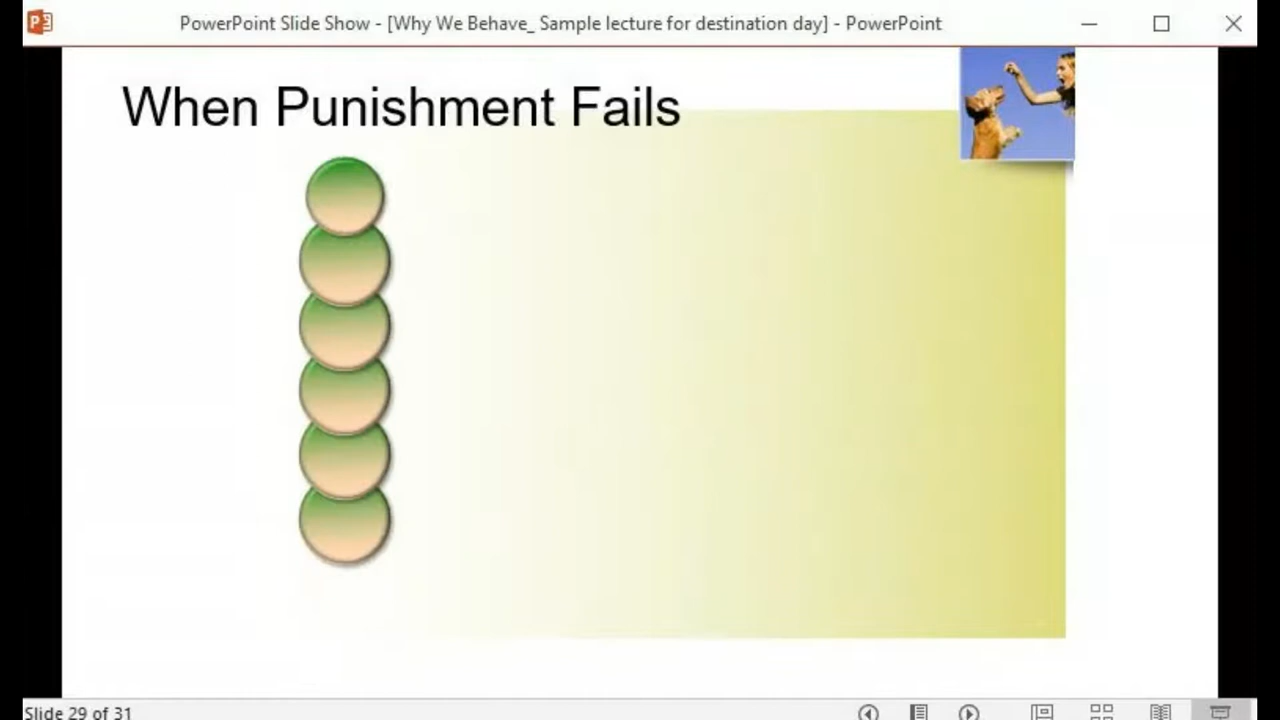 PowerPoint Slide Show - [Why We Behave_ Sample lecture for destination day] - PowerPoint
When Punishment Fails
Slide 29 of 31